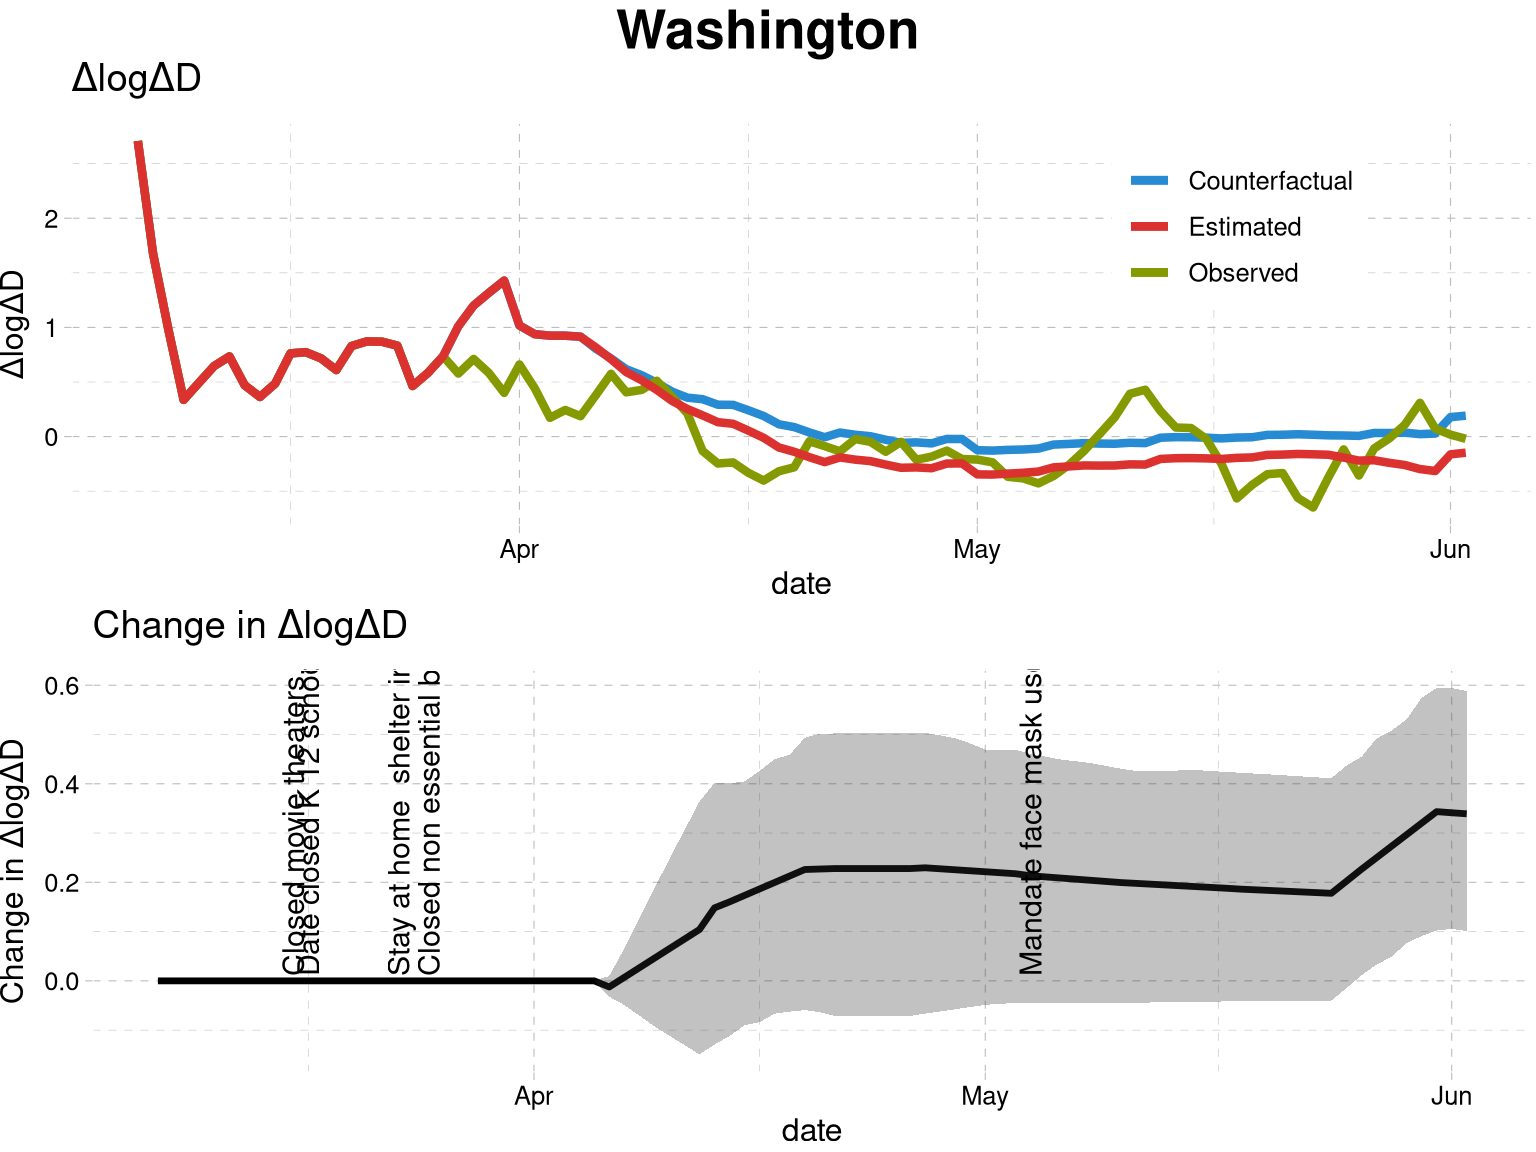 Washington
ΔlogΔD
ΔlogΔD
2
1
0
Counterfactual
Estimated
Observed
Apr
May
Jun
date
Change in ΔlogΔD
Change in ΔlogΔD
0.6
0.4
0.2
0.0
Closed movie theaters
Date closed K 12 schoo
Stay at home shelter in
Closed non essential b
Mandate face mask us
Apr
May
Jun
date